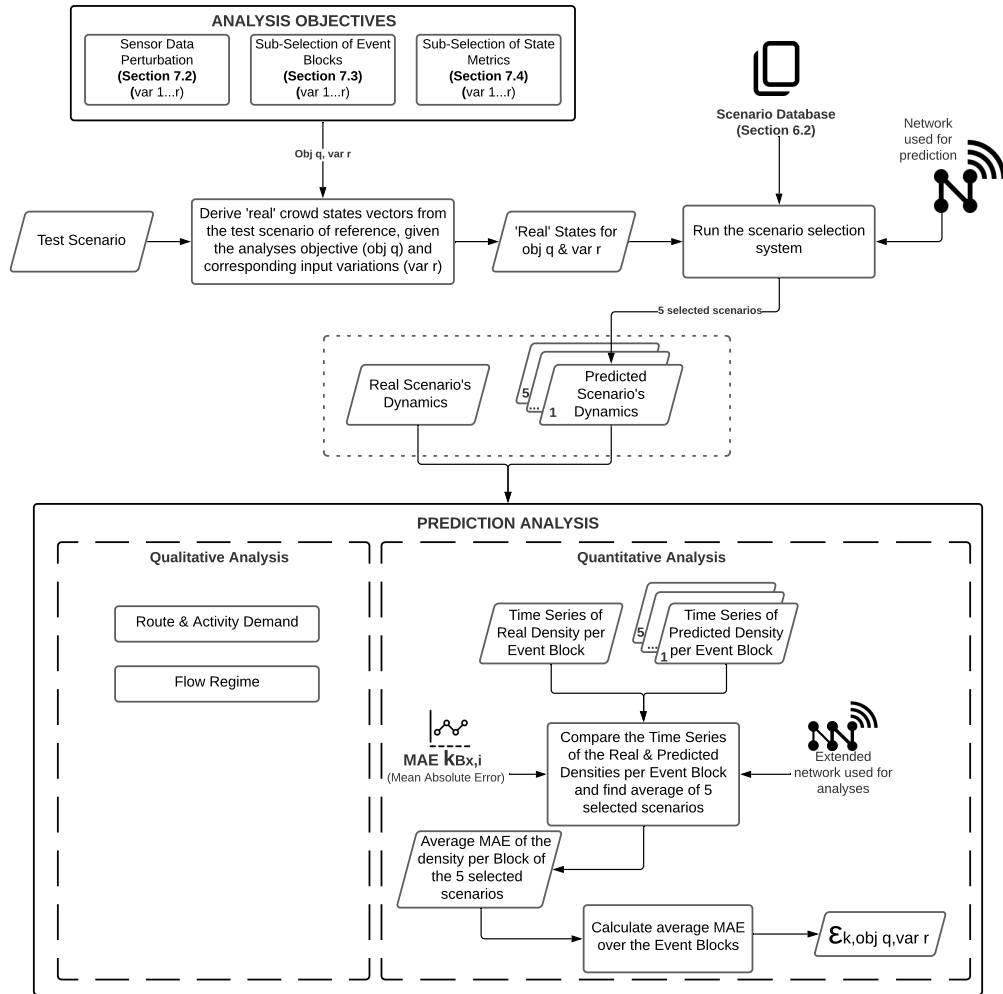 ANALYSIS OBJECTIVES
Sensor Data
Perturbation
(Section 7.2)
(var 1...r)
Sub-Selection of Event
Blocks
(Section 7.3)
(var 1...r)
Sub-Selection of State
Metrics
(Section 7.4)
(var 1...r)
Scenario Database
(Section 6.2)
Network
used for
prediction
Obj q, var r
Test Scenario
Derive 'real' crowd states vectors from
the test scenario of reference, given
the analyses objective (obj q) and
corresponding input variations (var r)
'Real' States for
obj q & var r
Run the scenario selection
system
5 selected scenarios
Real Scenario's
Dynamics
5
...
1
Predicted
Scenario's
Dynamics
PREDICTION ANALYSIS
Qualitative Analysis
Route & Activity Demand
Flow Regime
Quantitative Analysis
Time Series of
Real Density per
Event Block
5
...
1
Time Series of
Predicted Density
per Event Block
MAE kBx,i
(Mean Absolute Error)
Compare the Time Series
of the Real & Predicted
Densities per Event Block
and find average of 5
selected scenarios
Extended
network used for
analyses
Average MAE of the
density per Block of
the 5 selected
scenarios
Calculate average MAE
over the Event Blocks
εk,obj q,var r